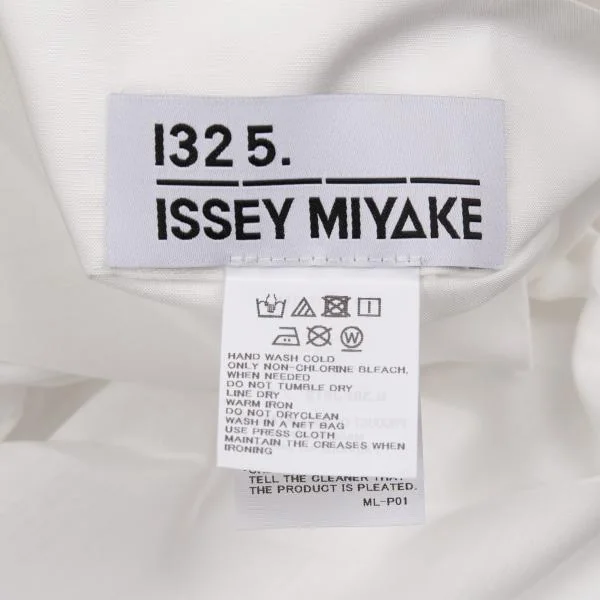 132 5.
ISSEY MIYAKE
W
HAND WASH COLD
ONLY NON-CHLORINE BLEACH,
WHEN NEEDED
DO NOT TUMBLE DRY
LINE DRY
WARM IRON
DO NOT DRYCLEAN
WASH IN A NET BAG
USE PRESS CLOTH
MAINTAIN THE CREASES WHEN
IRONING
TELL THE CLEANER THAT
THE PRODUCT IS PLEATED.
ML-P01